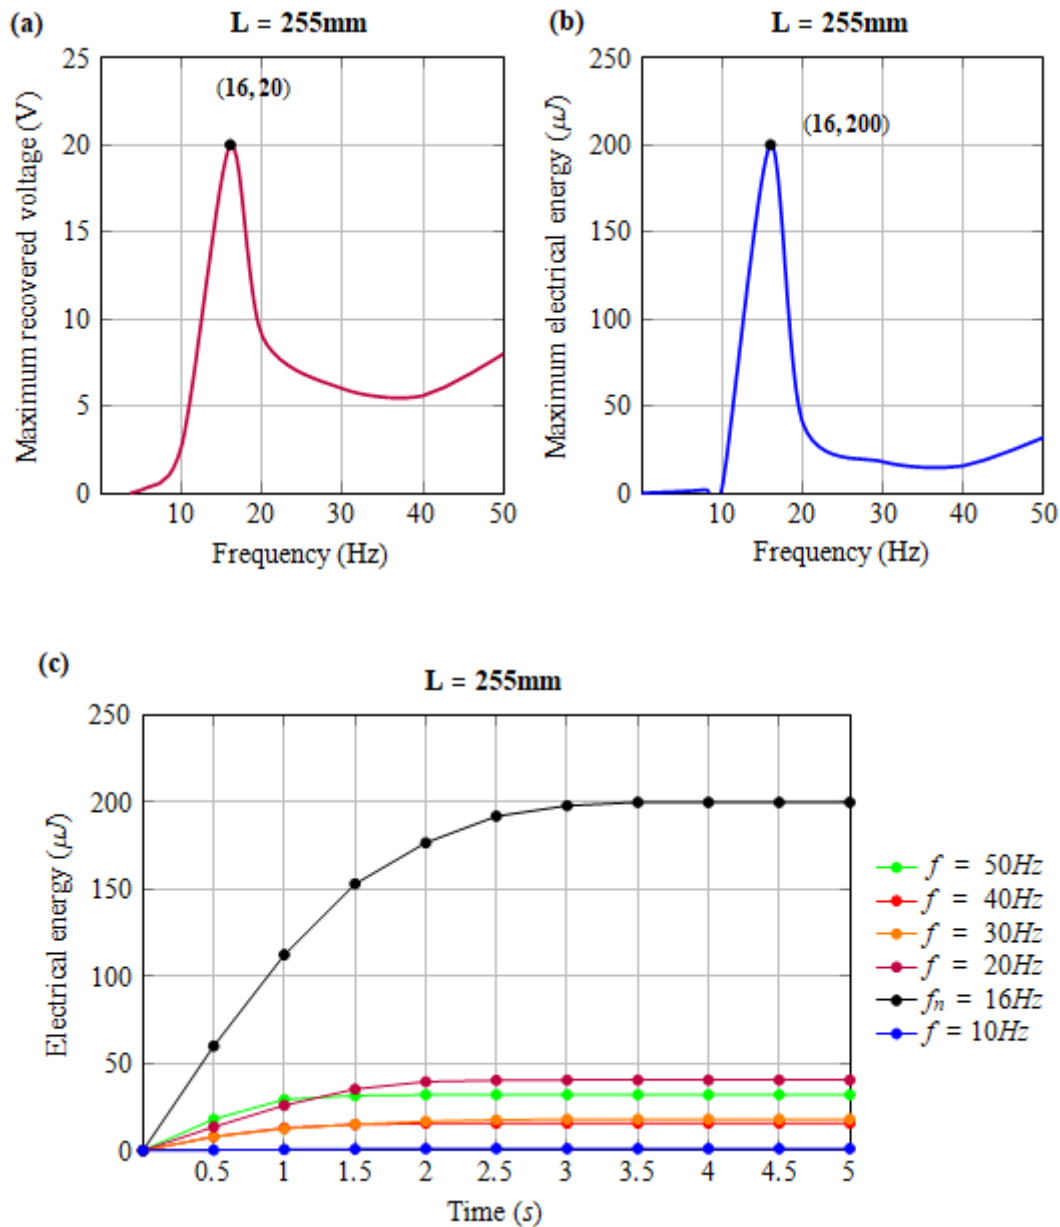 (a)
L = 255mm
25
20
15
10
5
0
(16, 20)
Maximum recovered voltage (V)
10 20 30 40 50
Frequency (Hz)
(b)
L = 255mm
250
200
150
100
50
0
(16, 200)
Maximum electrical energy (μJ)
10 20 30 40 50
Frequency (Hz)
(c)
L = 255mm
250
200
150
100
50
0
Electrical energy (μJ)
0.5 1 1.5 2 2.5 3 3.5 4 4.5 5
Time (s)
f = 50Hz
f = 40Hz
f = 30Hz
f = 20Hz
fₙ = 16Hz
f = 10Hz